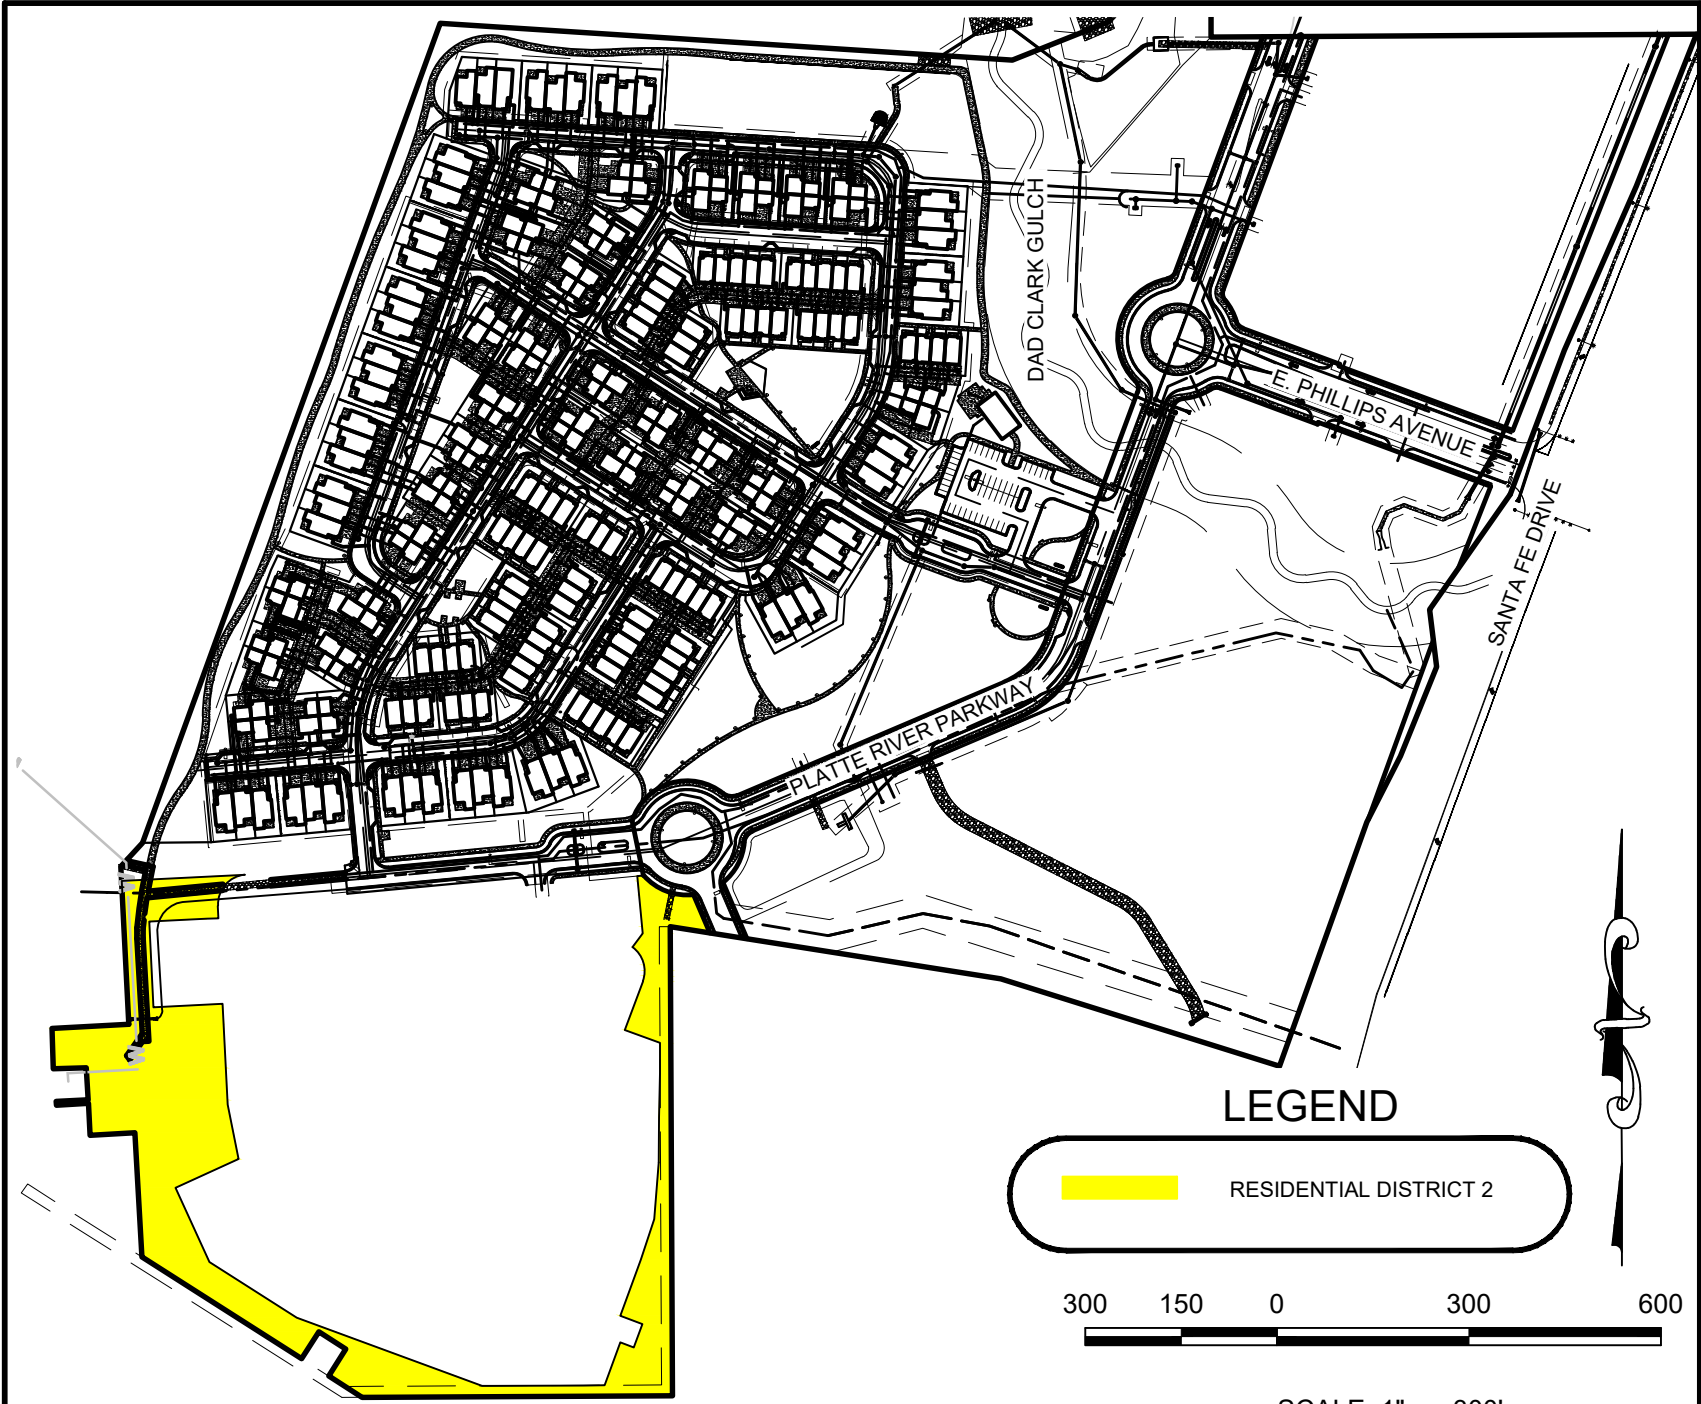 DAD CLARK GULCH
E. PHILLIPS AVENUE
SANTA FE DRIVE
PLATTE RIVER PARKWAY
LEGEND
RESIDENTIAL DISTRICT 2
300 150 0 300 600